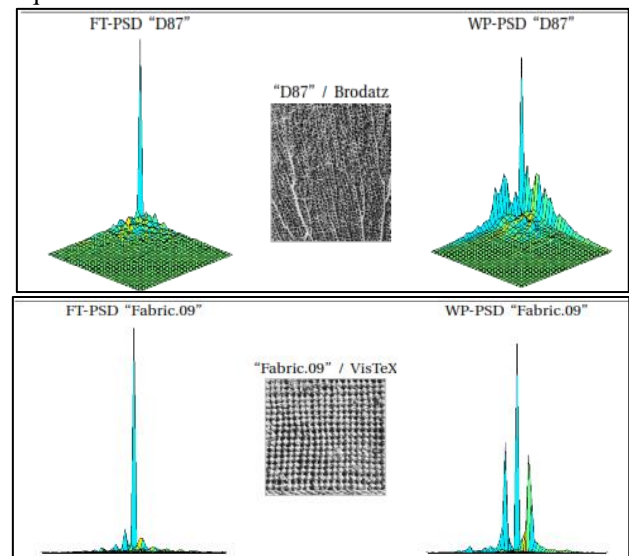 FT-PSD “D87”
WP-PSD “D87”
“D87” / Brodatz
FT-PSD “Fabric.09”
WP-PSD “Fabric.09”
“Fabric.09” / VisTeX